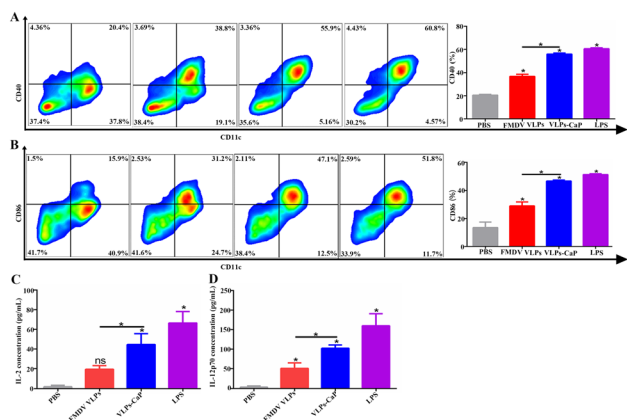 A
4.36% 20.4% 3.69% 38.8% 3.36% 55.9% 4.43% 60.8%
CD40
37.4% 37.8% 38.4% 19.1% 35.6% 5.16% 30.2% 4.57%
CD11c
CD40 (%)
80
60
40
20
0
* * * *
PBS FMDV VLPs VLPs-CaP LPS
B
1.5% 15.9% 2.53% 31.2% 2.11% 47.1% 2.59% 51.8%
CD86
41.7% 40.9% 41.6% 24.7% 38.4% 12.5% 33.9% 11.7%
CD11c
CD86 (%)
60
40
20
0
* * * *
PBS FMDV VLPs VLPs-CaP LPS
C
IL-2 concentration (pg/mL)
100
80
60
40
20
0
ns * * *
PBS FMDV VLPs VLPs-CaP LPS
D
IL-12p70 concentration (pg/mL)
250
200
150
100
50
0
* * * *
PBS FMDV VLPs VLPs-CaP LPS